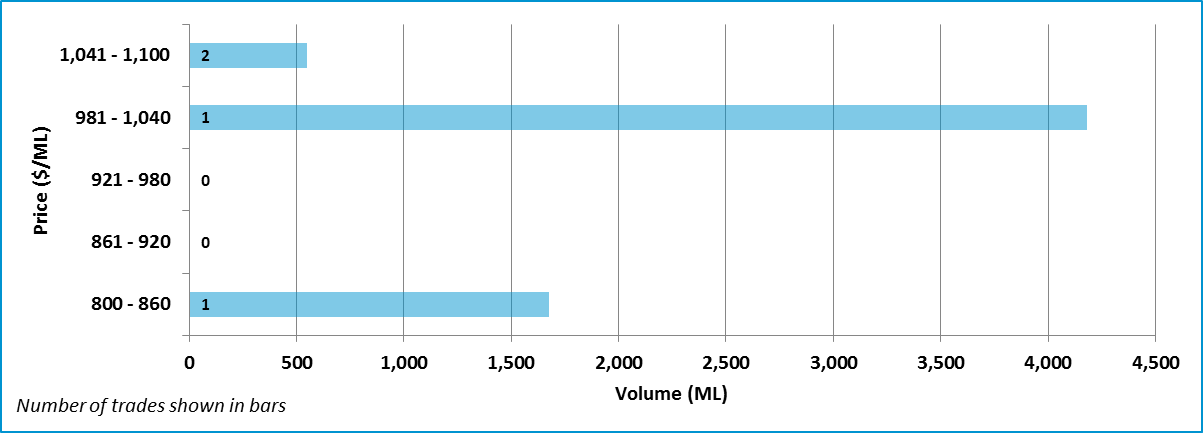 Price ($/ML)
1,041 - 1,100
2
981 - 1,040
1
921 - 980
0
861 - 920
0
800 - 860
1
0 500 1,000 1,500 2,000 2,500 3,000 3,500 4,000 4,500
Volume (ML)
Number of trades shown in bars